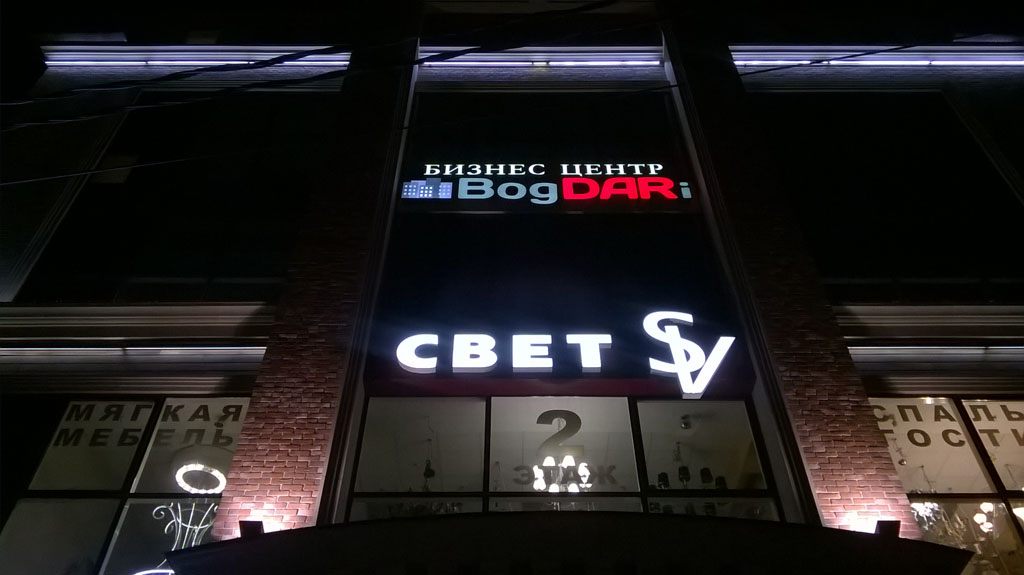 БИЗНЕС ЦЕНТР
BogDARi
СВЕТ SV
МЯГКАЯ
МЕБЕЛЬ
2
ЭТАЖ
СПАЛЬ
ГОСТИ